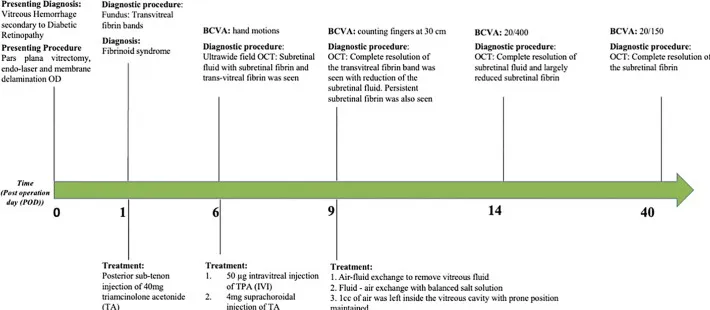 Presenting Diagnosis:
Vitreous Hemorrhage
secondary to Diabetic
Retinopathy
Presenting Procedure
Pars plana vitrectomy,
endo-laser and membrane
delamination OD
Diagnostic procedure:
Fundus: Transvitreal
fibrin bands
Diagnosis:
Fibrinoid syndrome
BCVA: hand motions
Diagnostic procedure:
Ultrawide field OCT: Subretinal
fluid with subretinal fibrin and
trans-vitreal fibrin was seen
BCVA: counting fingers at 30 cm
Diagnostic procedure:
OCT: Complete resolution of
the transvitreal fibrin band was
seen with reduction of the
subretinal fluid. Persistent
subretinal fibrin was also seen
BCVA: 20/400
Diagnostic procedure:
OCT: Complete resolution of
subretinal fluid and largely
reduced subretinal fibrin
BCVA: 20/150
Diagnostic procedure:
OCT: Complete resolution of
the subretinal fibrin
Time
(Post operation
day (POD))
0
1
6
9
14
40
Treatment:
Posterior sub-tenon
injection of 40mg
triamcinolone acetonide
(TA)
Treatment:
1. 50 µg intravitreal injection
of TPA (IVI)
2. 4mg suprachoroidal
injection of TA
Treatment:
1. Air-fluid exchange to remove vitreous fluid
2. Fluid - air exchange with balanced salt solution
3. 1cc of air was left inside the vitreous cavity with prone position
maintained